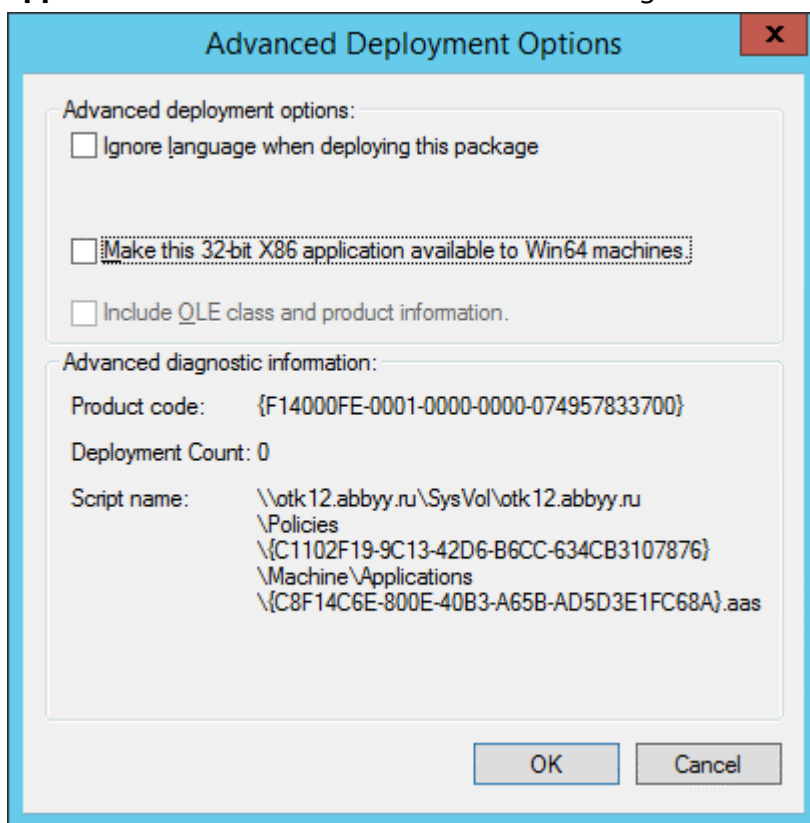 Advanced Deployment Options
x
Advanced deployment options:
Ignore language when deploying this package
Make this 32-bit X86 application available to Win64 machines.
Include OLE class and product information.
Advanced diagnostic information:
Product code: {F14000FE-0001-0000-0000-074957833700}
Deployment Count: 0
Script name: \\otk12.abbyy.ru\SysVol\otk12.abbyy.ru
\Policies
\{C1102F19-9C13-42D6-B6CC-634CB3107876}
\Machine\Applications
\{C8F14C6E-800E-40B3-A65B-AD5D3E1FC68A}.aas
OK Cancel